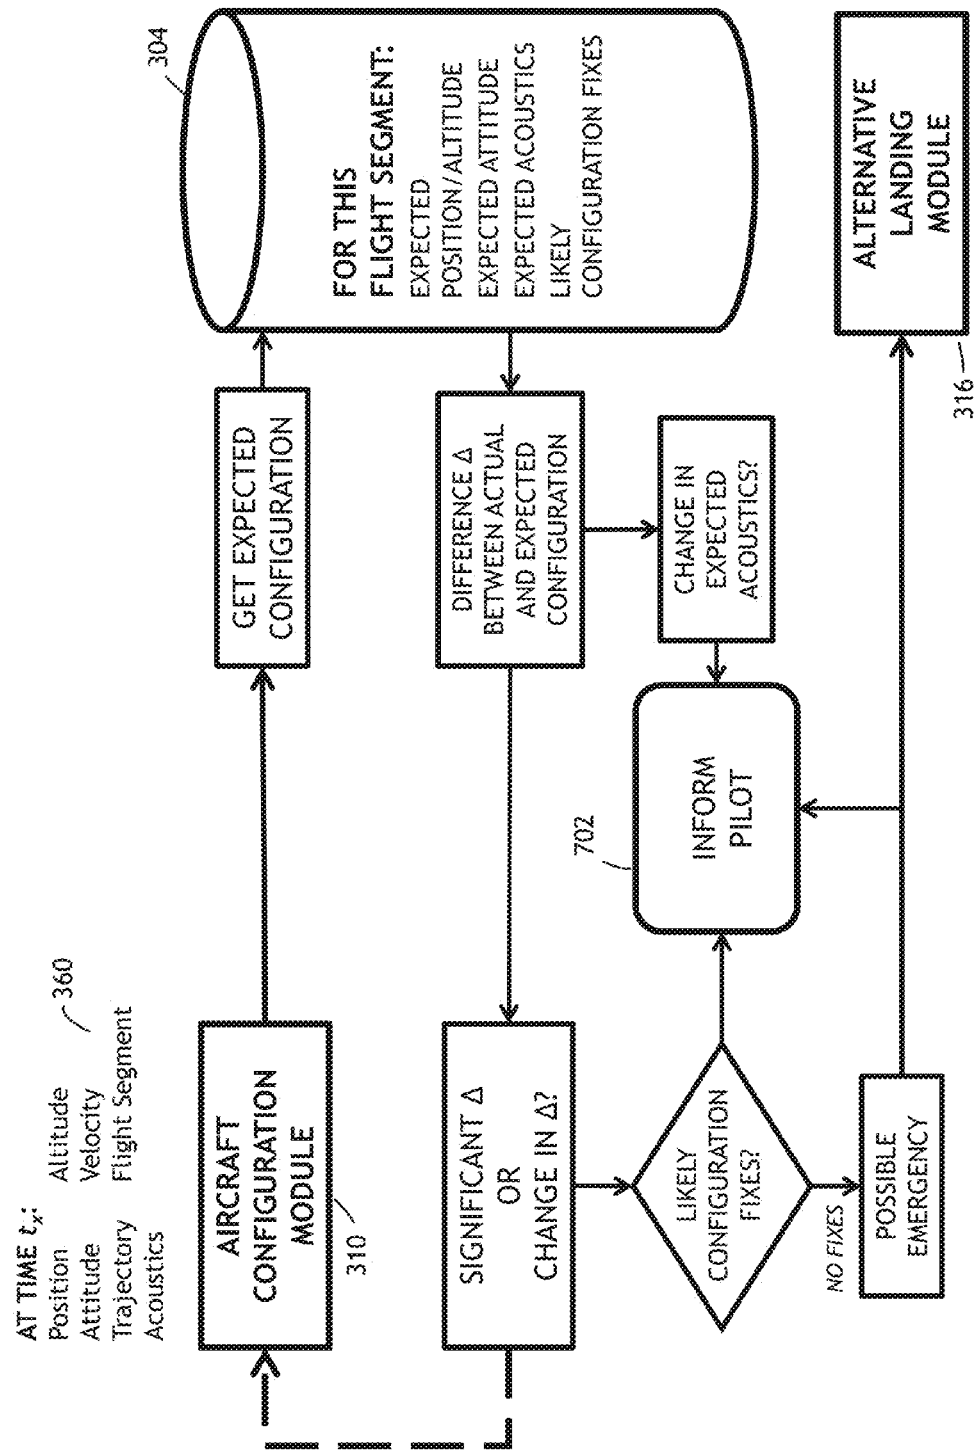 AT TIME tx:
Position
Altitude
Attitude
Velocity
Trajectory
Flight Segment
Acoustics
360
AIRCRAFT
CONFIGURATION
MODULE
310
GET EXPECTED
CONFIGURATION
304
FOR THIS
FLIGHT SEGMENT:
EXPECTED
POSITION/ALTITUDE
EXPECTED ATTITUDE
EXPECTED ACOUSTICS
LIKELY
CONFIGURATION FIXES
DIFFERENCE Δ
BETWEEN ACTUAL
AND EXPECTED
CONFIGURATION
SIGNIFICANT Δ
OR
CHANGE IN Δ?
CHANGE IN
EXPECTED
ACOUSTICS?
LIKELY
CONFIGURATION
FIXES?
702
INFORM
PILOT
NO FIXES
POSSIBLE
EMERGENCY
ALTERNATIVE
LANDING
MODULE
316